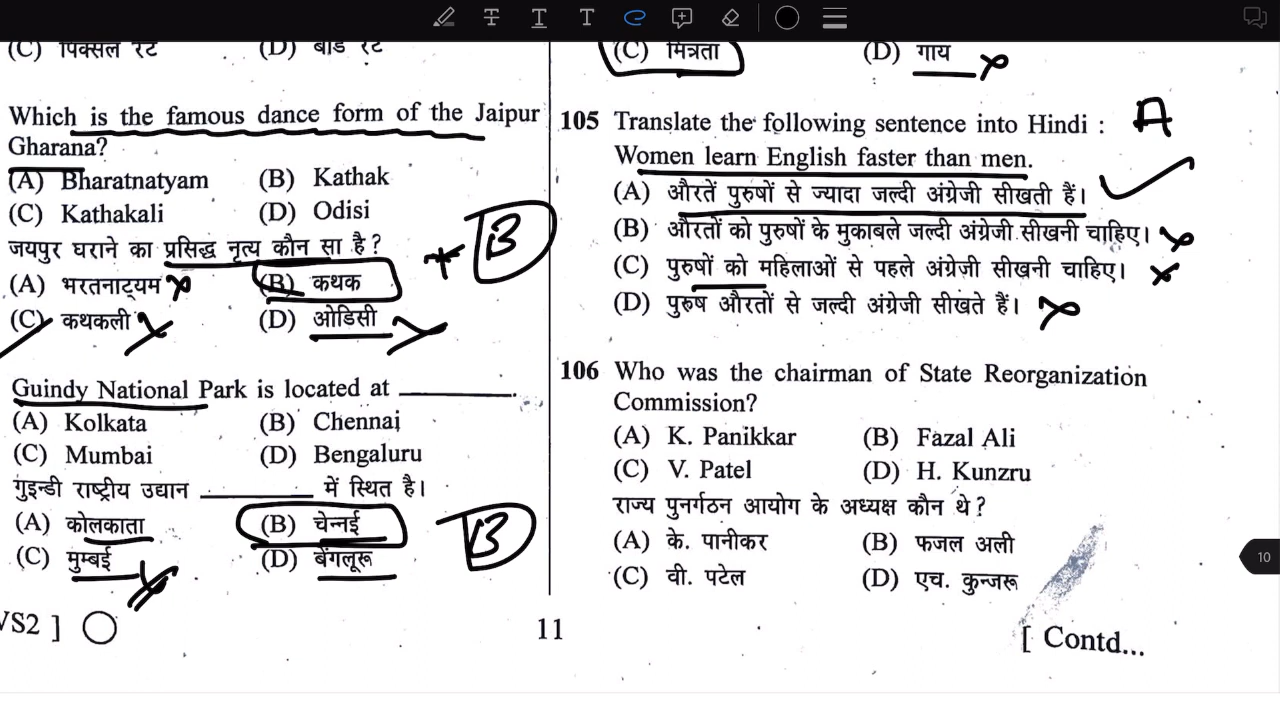 (C) पिक्सल रेट (D) बॉड रेट
Which is the famous dance form of the Jaipur
Gharana?
(A) Bharatnatyam (B) Kathak
(C) Kathakali (D) Odisi
जयपुर घराने का प्रसिद्ध नृत्य कौन सा है?
(A) भरतनाट्यम (B) कथक
(C) कथकली (D) ओडिसी
B
Guindy National Park is located at ________.
(A) Kolkata (B) Chennai
(C) Mumbai (D) Bengaluru
गुइन्डी राष्ट्रीय उद्यान ________ में स्थित है।
(A) कोलकाता (B) चेन्नई
(C) मुम्बई (D) बेंगलूरू
B
VS2 ]
(C) मित्रता (D) गाय
105 Translate the following sentence into Hindi :
A
Women learn English faster than men.
(A) औरतें पुरुषों से ज्यादा जल्दी अंग्रेजी सीखती हैं।
(B) औरतों को पुरुषों के मुकाबले जल्दी अंग्रेजी सीखनी चाहिए।
(C) पुरुषों को महिलाओं से पहले अंग्रेजी सीखनी चाहिए।
(D) पुरुष औरतों से जल्दी अंग्रेजी सीखते हैं।
106 Who was the chairman of State Reorganization
Commission?
(A) K. Panikkar (B) Fazal Ali
(C) V. Patel (D) H. Kunzru
राज्य पुनर्गठन आयोग के अध्यक्ष कौन थे?
(A) के. पानीकर (B) फजल अली
(C) वी. पटेल (D) एच. कुन्जरू
11
[ Contd...
10